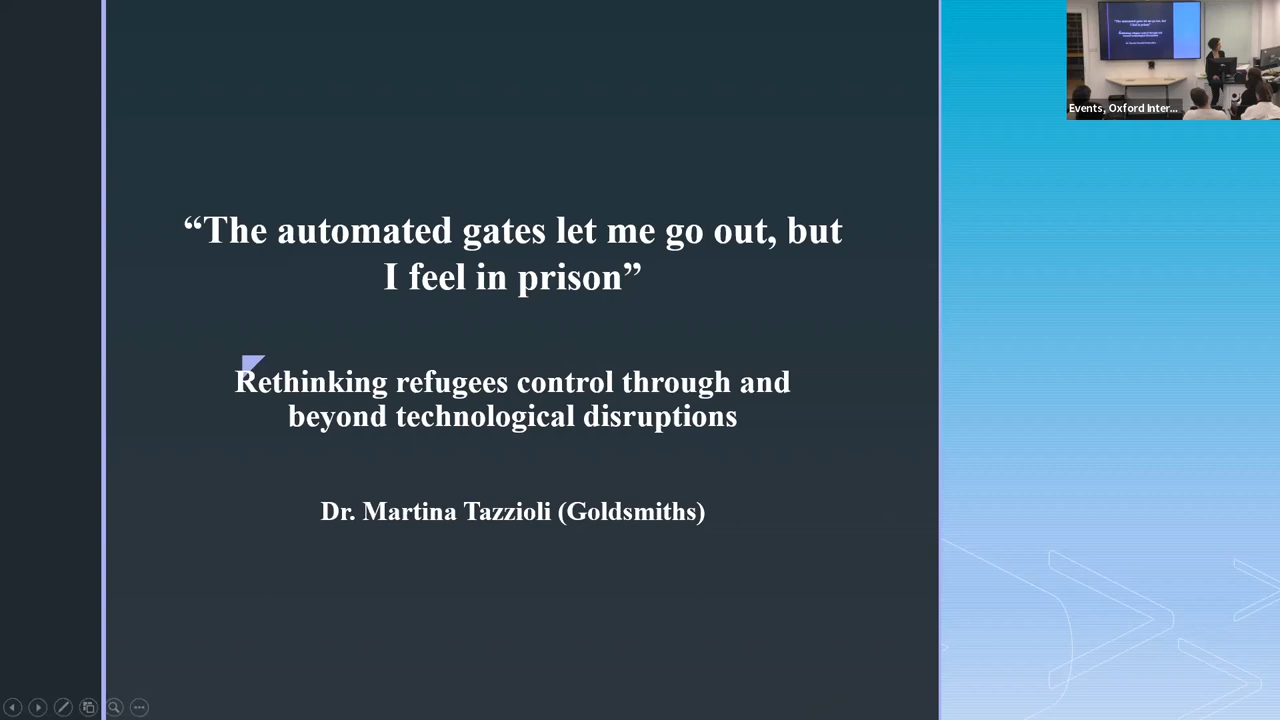 “The automated gates let me go out, but
I feel in prison”
Rethinking refugees control through and
beyond technological disruptions
Dr. Martina Tazzioli (Goldsmiths)
Events, Oxford Inter...